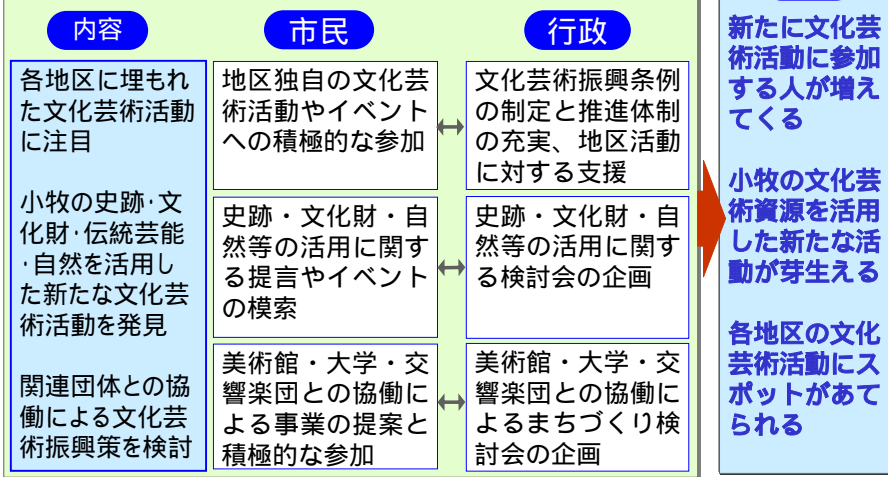 内容
各地区に埋もれ
た文化芸術活動
に注目
小牧の史跡・文
化財・伝統芸能
・自然を活用し
た新たな文化芸
術活動を発見
関連団体との協
働による文化芸
術振興策を検討
市民
地区独自の文化芸
術活動やイベント
への積極的な参加
史跡・文化財・自
然等の活用に関す
る提言やイベント
の模索
美術館・大学・交
響楽団との協働に
よる事業の提案と
積極的な参加
行政
文化芸術振興条例
の制定と推進体制
の充実、地区活動
に対する支援
史跡・文化財・自
然等の活用に関す
る検討会の企画
美術館・大学・交
響楽団との協働に
よるまちづくり検
討会の企画
新たに文化芸
術活動に参加
する人が増え
てくる
小牧の文化芸
術資源を活用
した新たな活
動が芽生える
各地区の文化
芸術活動にス
ポットがあて
られる